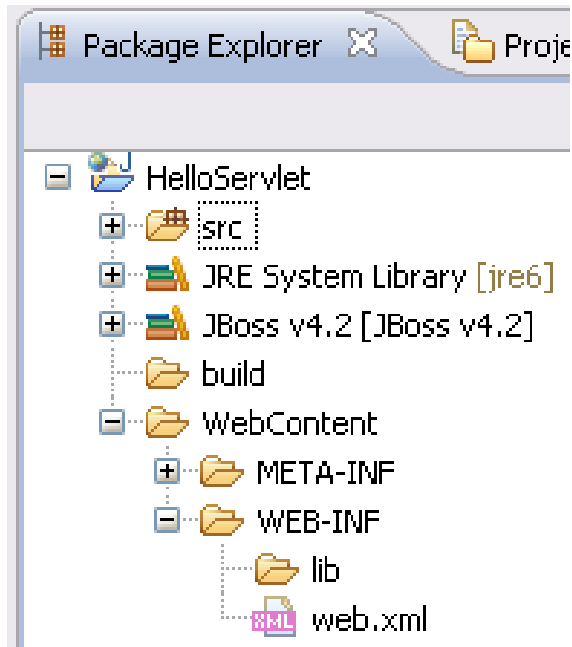 Package Explorer Proje
HelloServlet
src
JRE System Library [jre6]
JBoss v4.2 [JBoss v4.2]
build
WebContent
META-INF
WEB-INF
lib
XML web.xml